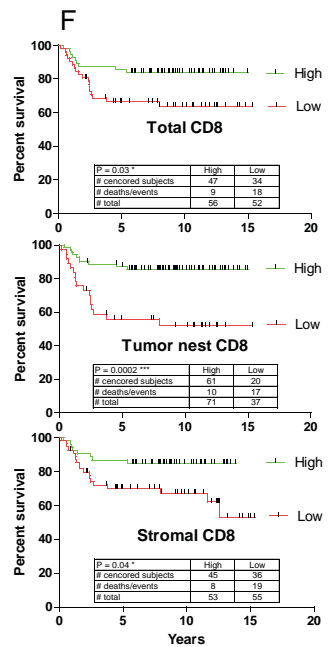 F
Percent survival
100
80
60
40
20
0
High
Low
Total CD8
P = 0.03 * High Low
# cencored subjects 47 34
# deaths/events 9 18
# total 56 52
0 5 10 15 20
Percent survival
100
80
60
40
20
0
High
Low
Tumor nest CD8
P = 0.0002 *** High Low
# cencored subjects 61 20
# deaths/events 10 17
# total 71 37
0 5 10 15 20
Percent survival
100
80
60
40
20
0
High
Low
Stromal CD8
P = 0.04 * High Low
# cencored subjects 45 36
# deaths/events 8 19
# total 53 55
0 5 10 15 20
Years